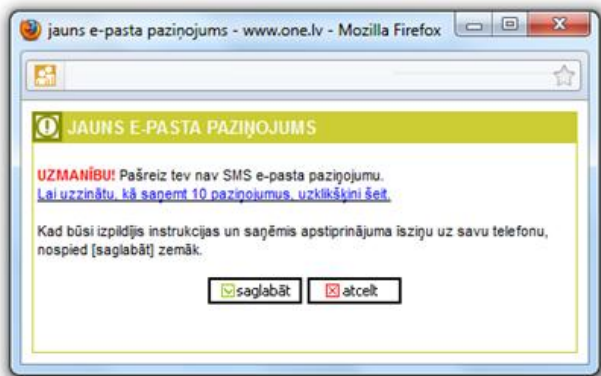 jauns e-pasta paziņojums - www.one.lv - Mozilla Firefox
JAUNS E-PASTA PAZIŅOJUMS
UZMANĪBU! Pašreiz tev nav SMS e-pasta paziņojumu.
Lai uzzinātu, kā saņemt 10 paziņojumus, uzklikšķini šeit.
Kad būsi izpildījis instrukcijas un saņēmis apstiprinājuma īsziņu uz savu telefonu,
nospied [saglabāt] zemāk.
saglabāt atcelt